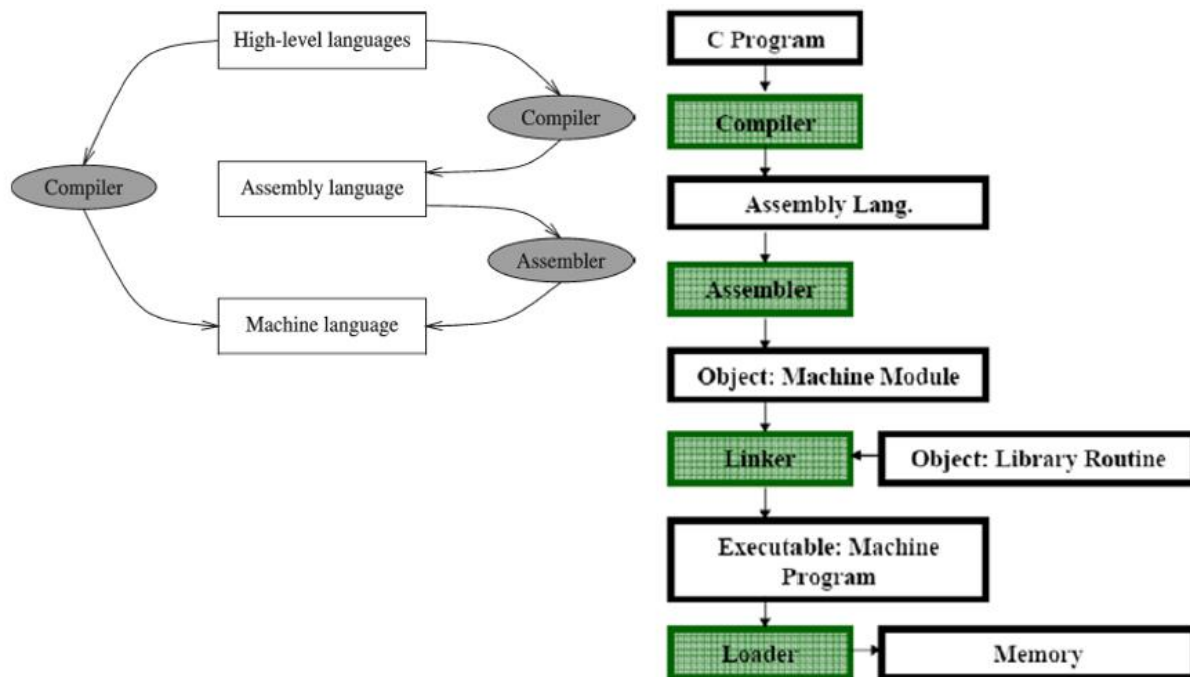 High-level languages
Compiler
Compiler
Assembly language
Assembler
Machine language
C Program
Compiler
Assembly Lang.
Assembler
Object: Machine Module
Linker
Object: Library Routine
Executable: Machine
Program
Loader
Memory